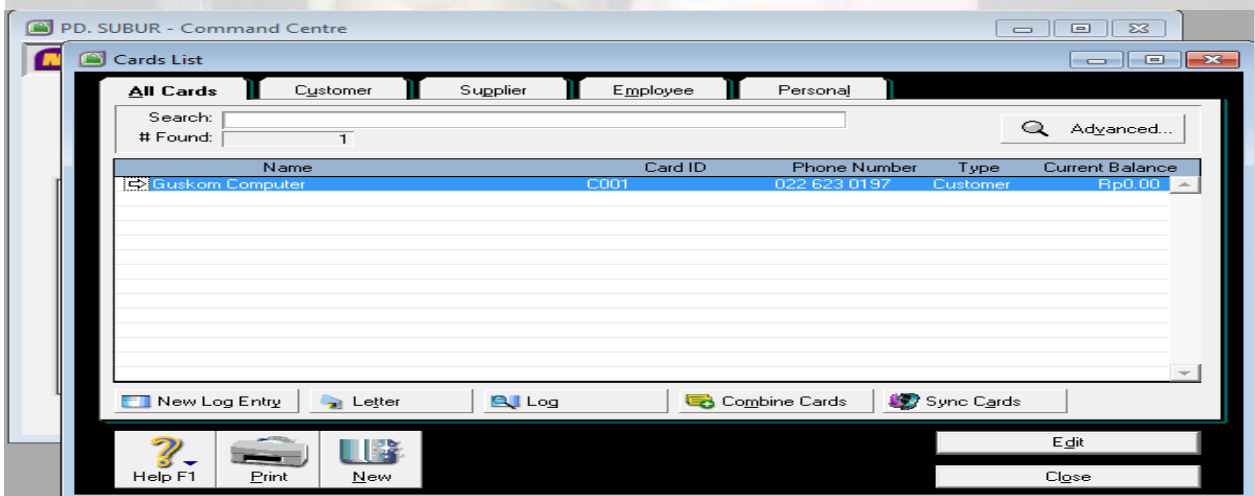 PD. SUBUR - Command Centre
Cards List
All Cards Customer Supplier Employee Personal
Search:
Advanced...
# Found: 1
Name Card ID Phone Number Type Current Balance
Guskom Computer C001 022 623 0197 Customer Rp0.00
New Log Entry Letter Log Combine Cards Sync Cards
Edit
Help F1 Print New Close